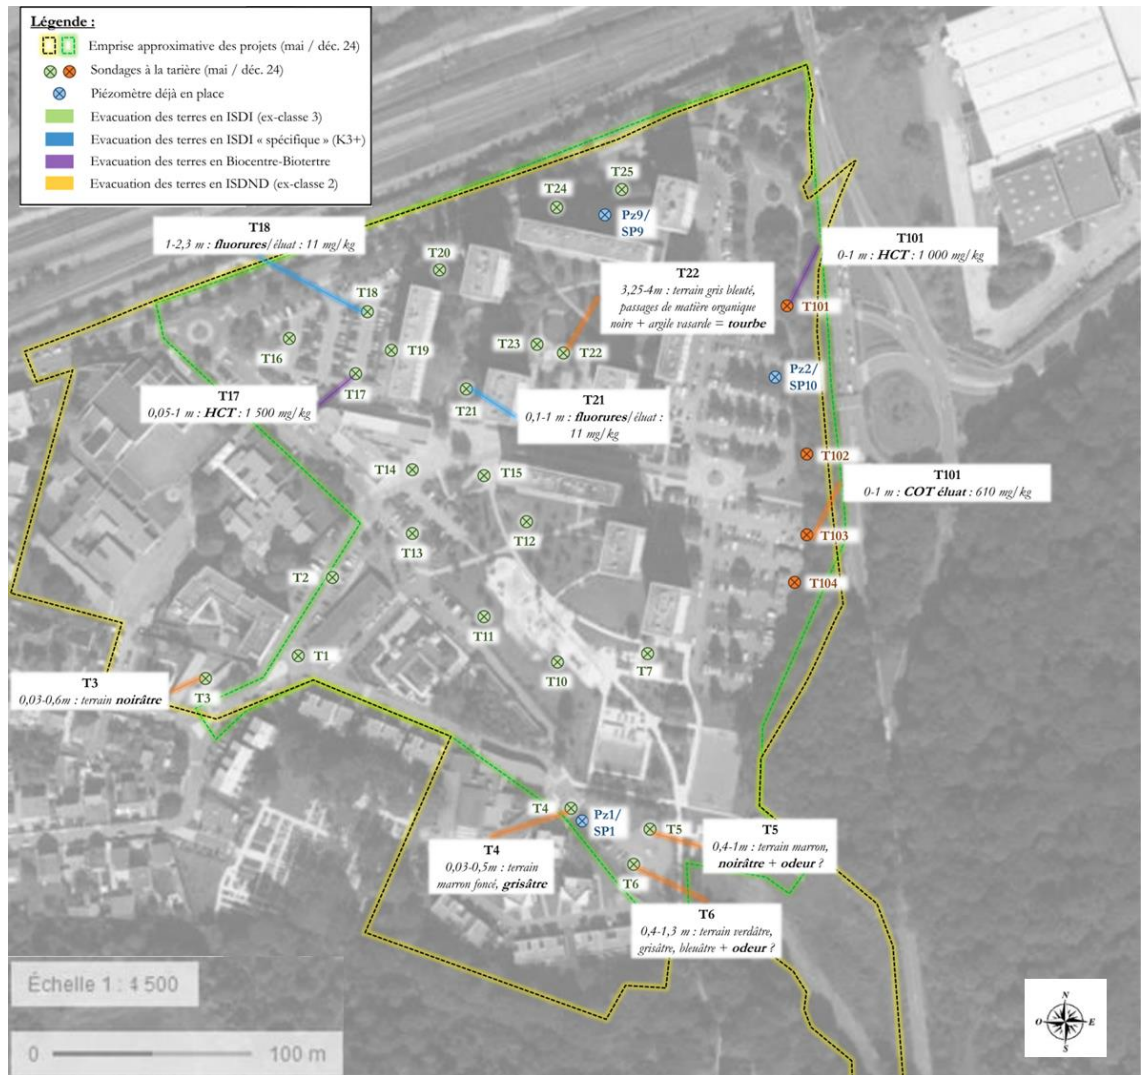 Légende :
Emprise approximative des projets (mai / déc. 24)
Sondages à la tarière (mai / déc. 24)
Piézomètre déjà en place
Evacuation des terres en ISDI (ex-classe 3)
Evacuation des terres en ISDI « spécifique » (K3+)
Evacuation des terres en Biocentre-Biotertre
Evacuation des terres en ISDND (ex-classe 2)
T25
T24
Pz9/
SP9
T18
1-2,3 m : fluorures/éluat : 11 mg/kg
T101
0-1 m : HCT : 1 000 mg/kg
T20
T22
3,25-4m : terrain gris bleuté,
passages de matière organique
noire + argile vasarde = tourbe
T18
T101
T16
T19
T23
T22
T17
T21
Pz2/
SP10
T17
0,05-1 m : HCT : 1 500 mg/kg
T21
0,1-1 m : fluorures/éluat :
11 mg/kg
T14
T15
T102
T101
0-1 m : COT éluat : 610 mg/kg
T12
T13
T103
T2
T104
T11
T1
T10
T7
T3
0,03-0,6m : terrain noirâtre
T3
T4
Pz1/
SP1
T5
T5
0,4-1m : terrain marron,
noirâtre + odeur ?
T4
0,03-0,5m : terrain
marron foncé, grisâtre
T6
T6
0,4-1,3 m : terrain verdâtre,
grisâtre, bleuâtre + odeur ?
Échelle 1 : 4 500
0 100 m
N
O E
S